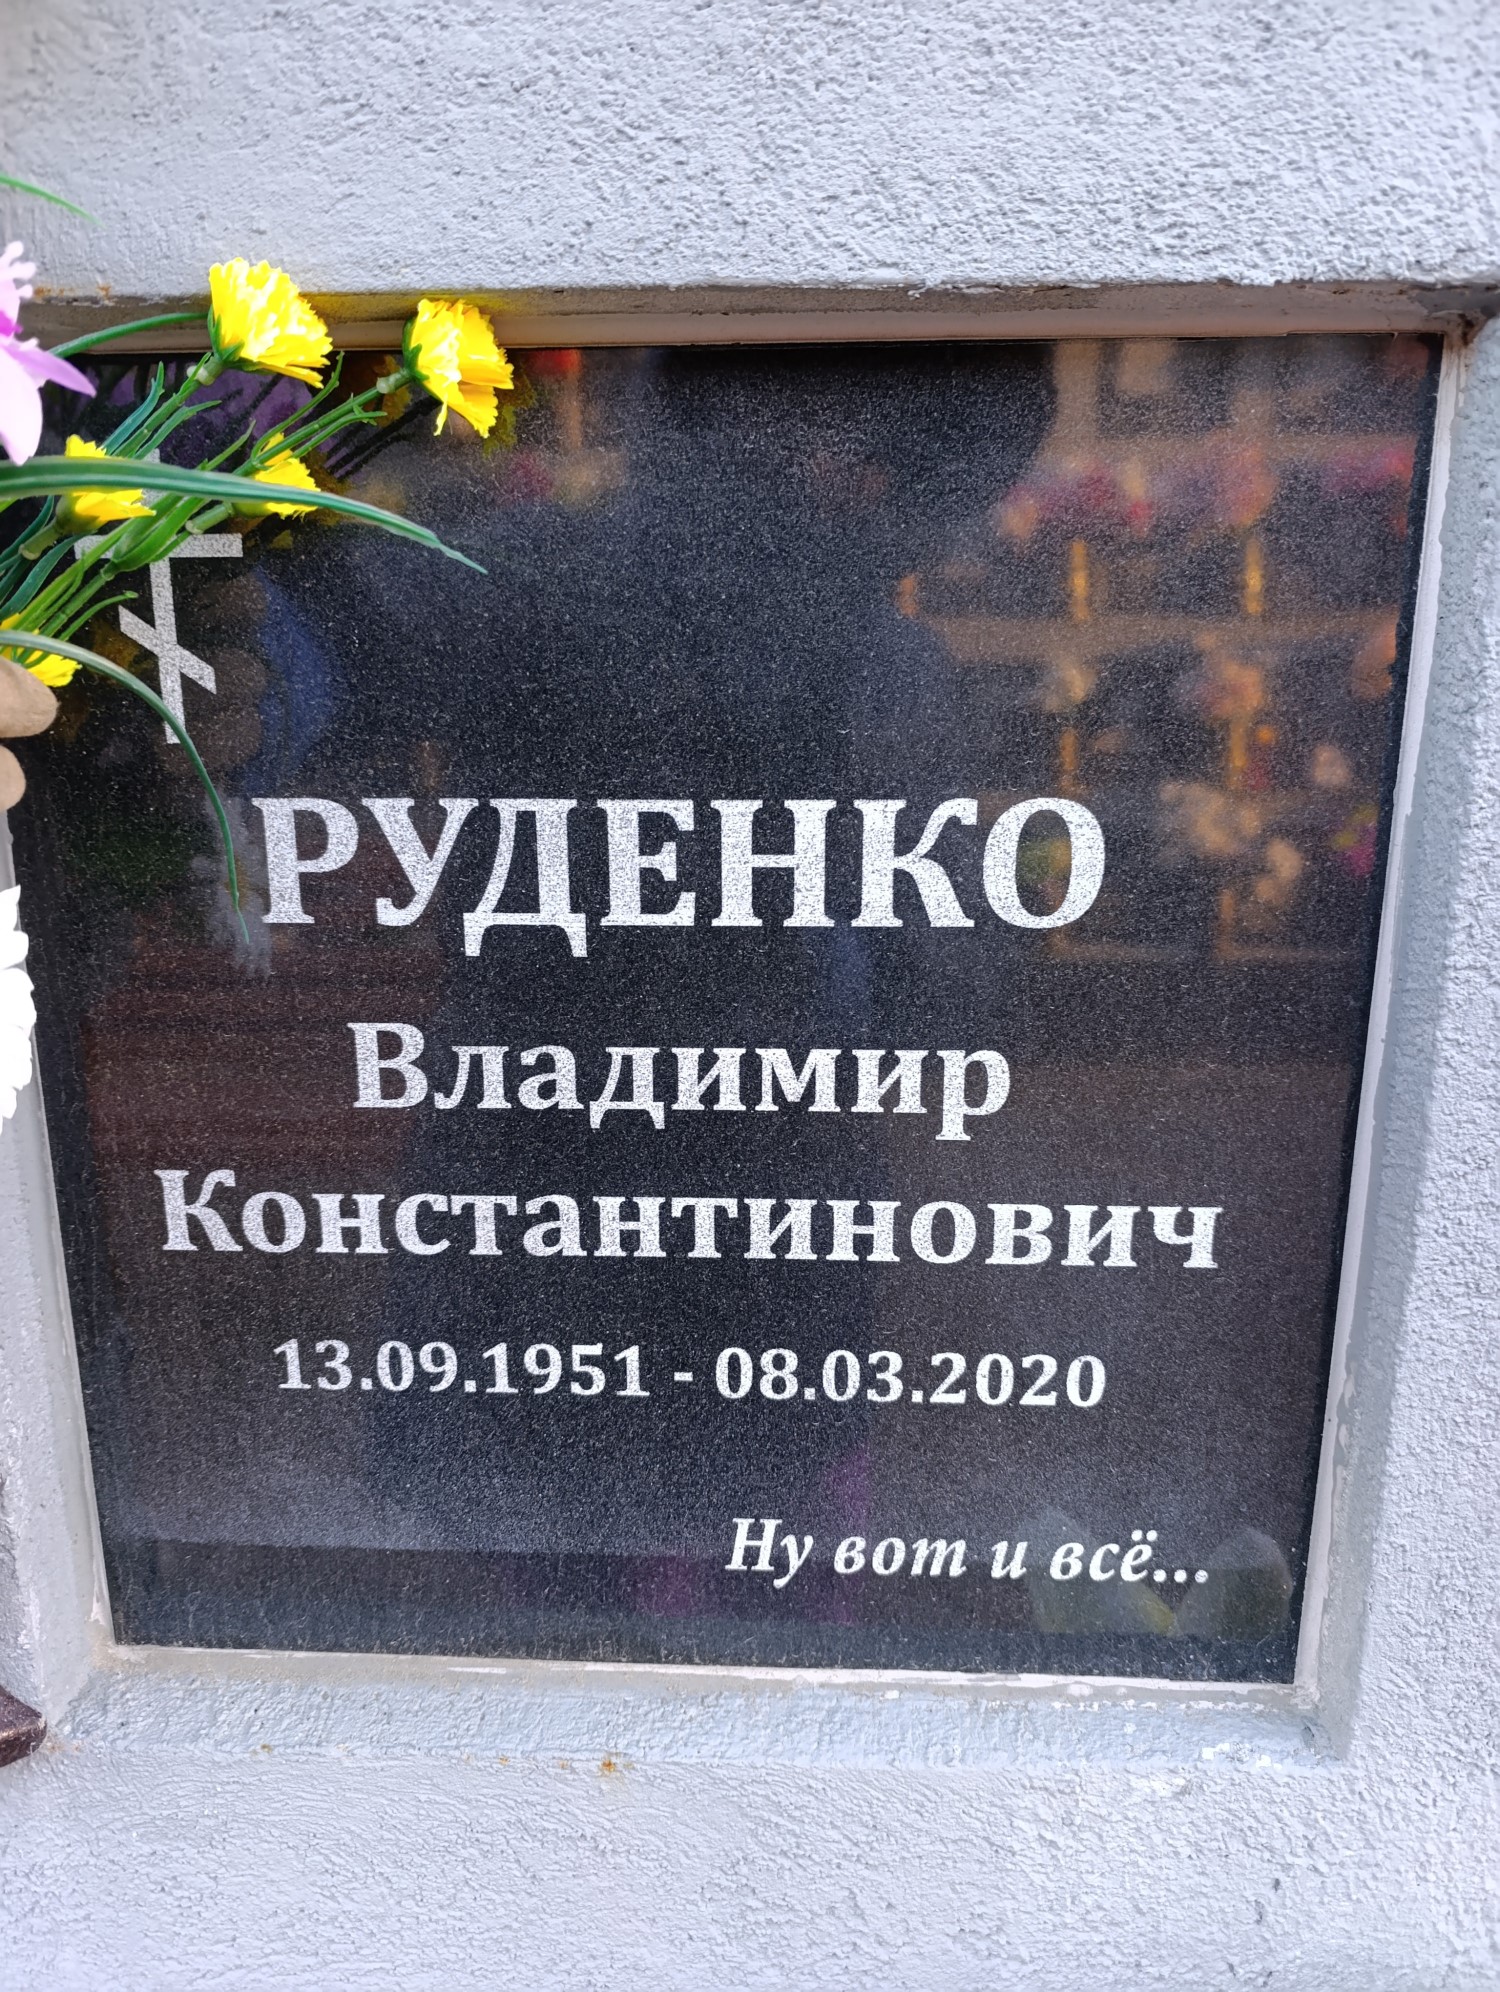 РУДЕНКО
Владимир
Константинович
13.09.1951 - 08.03.2020
Ну вот и всё...